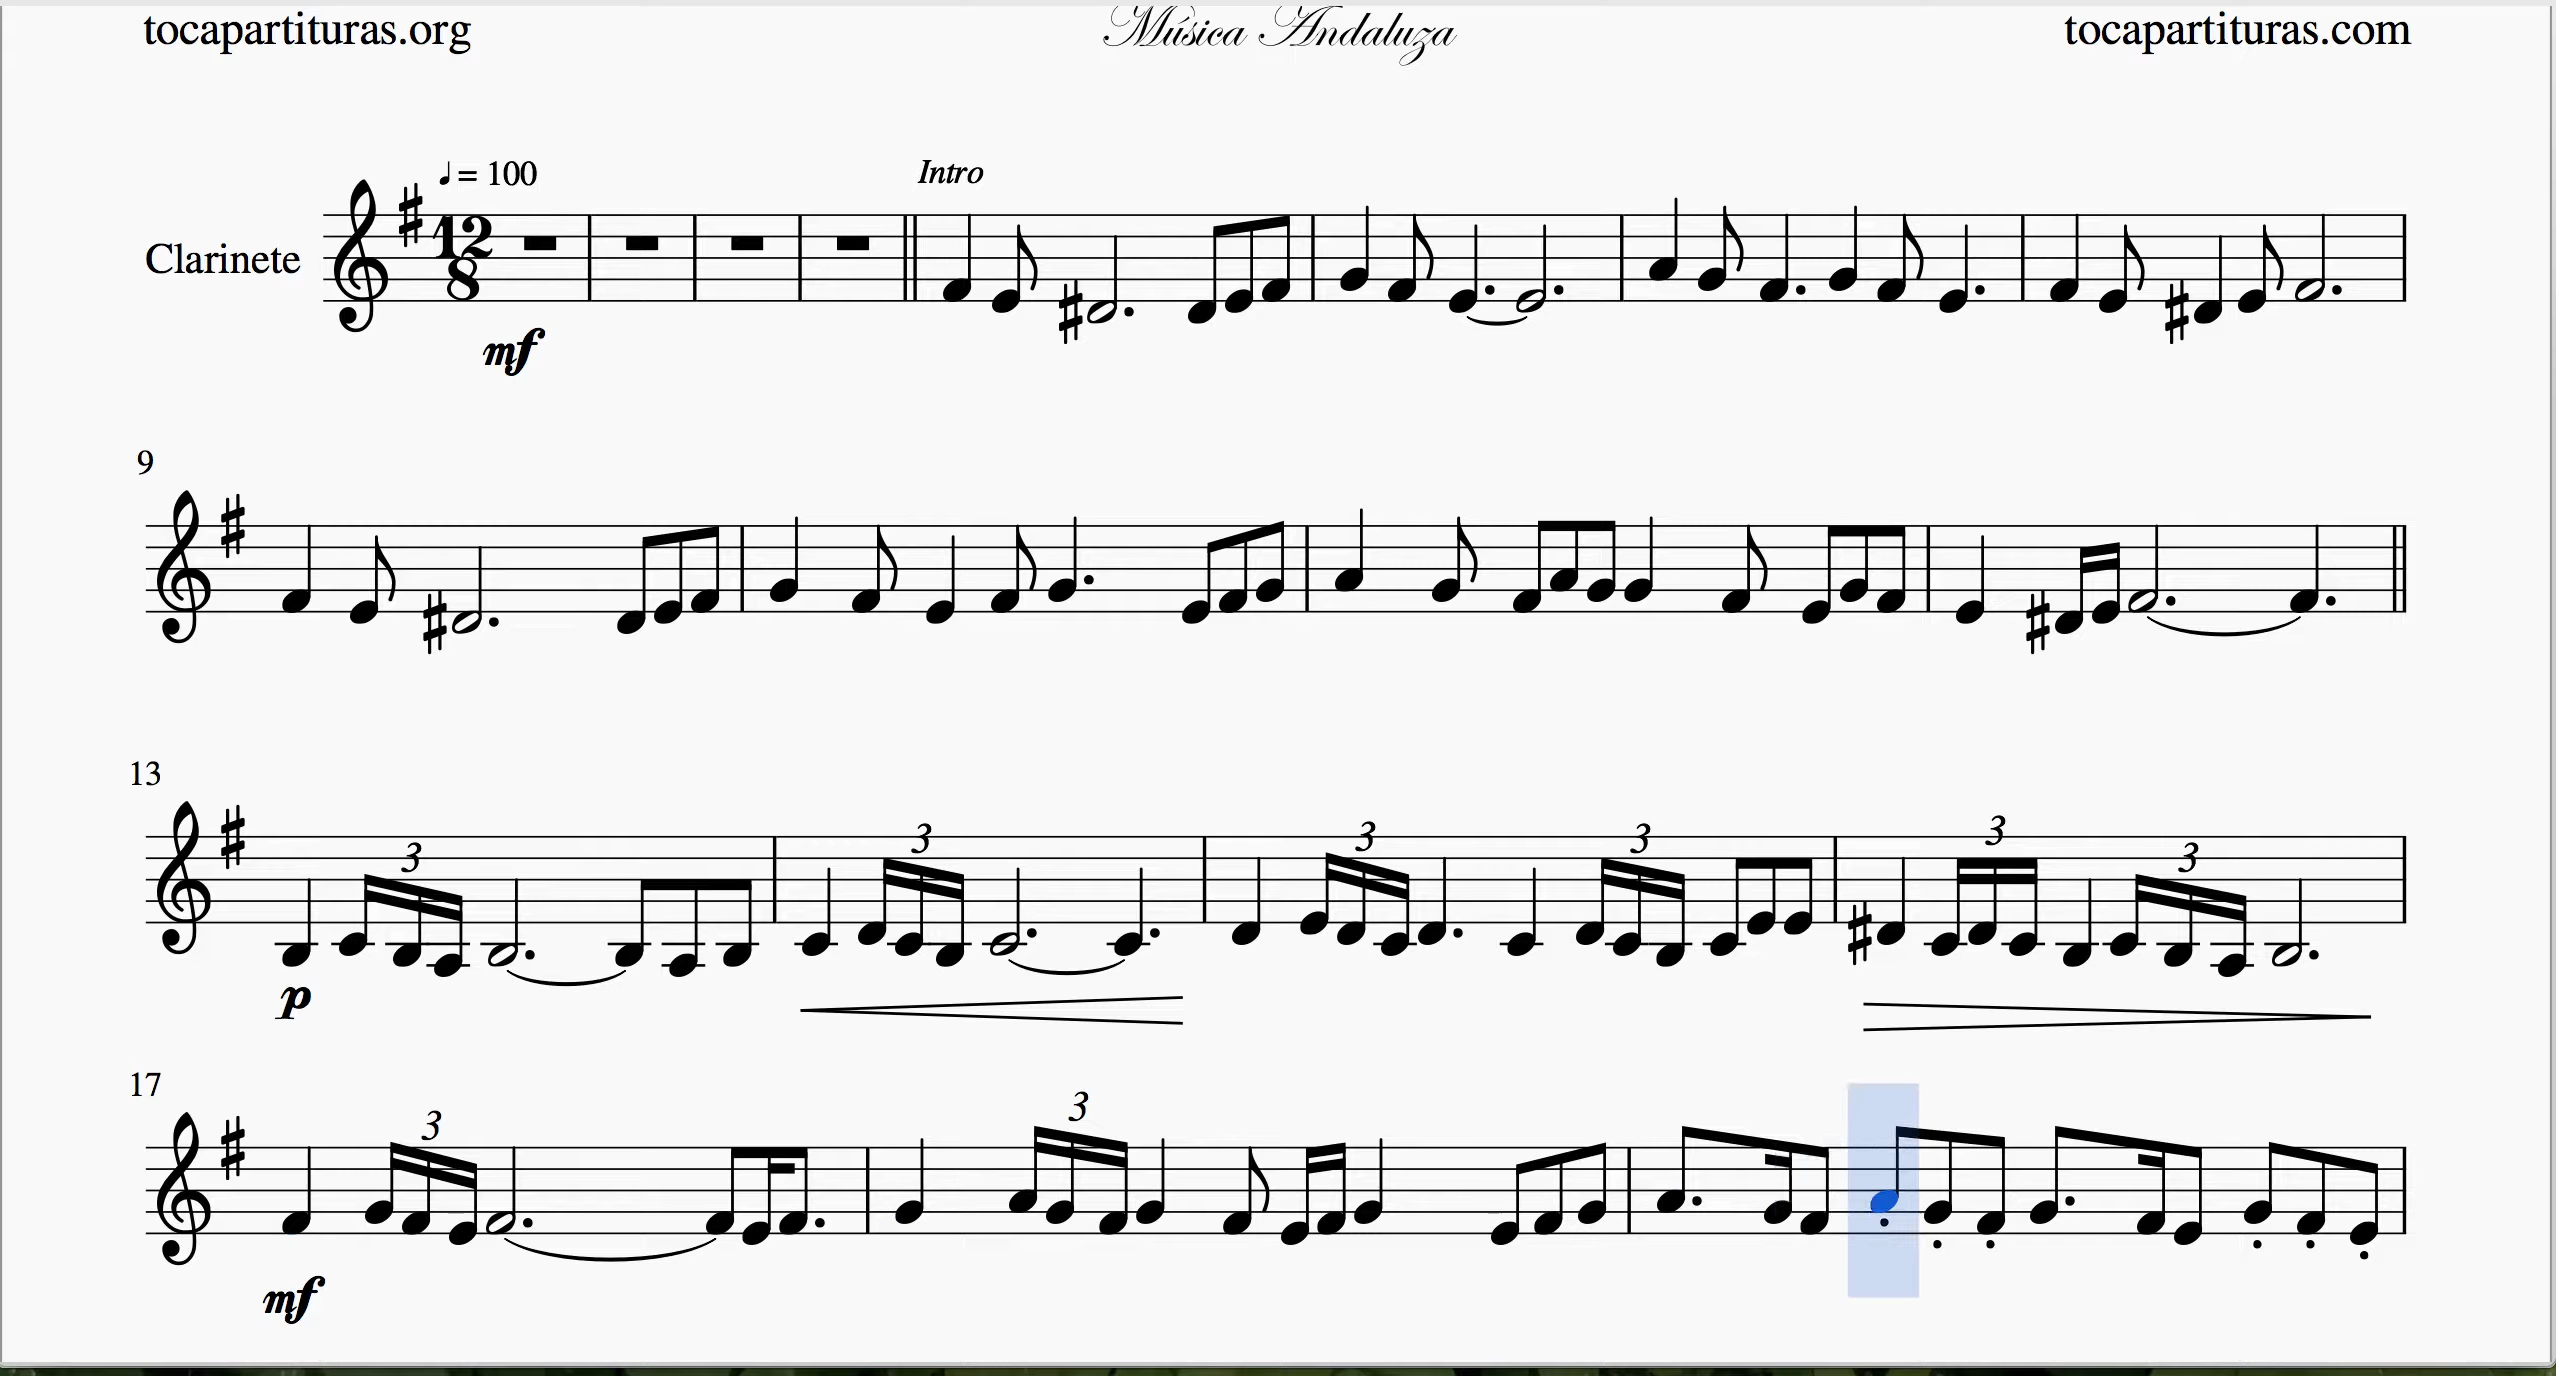 tocapartituras.org
Música Andaluza
tocapartituras.com
♩ = 100
Intro
Clarinete
12
8
mf
9
13
3
3
3
3
3
3
p
17
3
3
mf